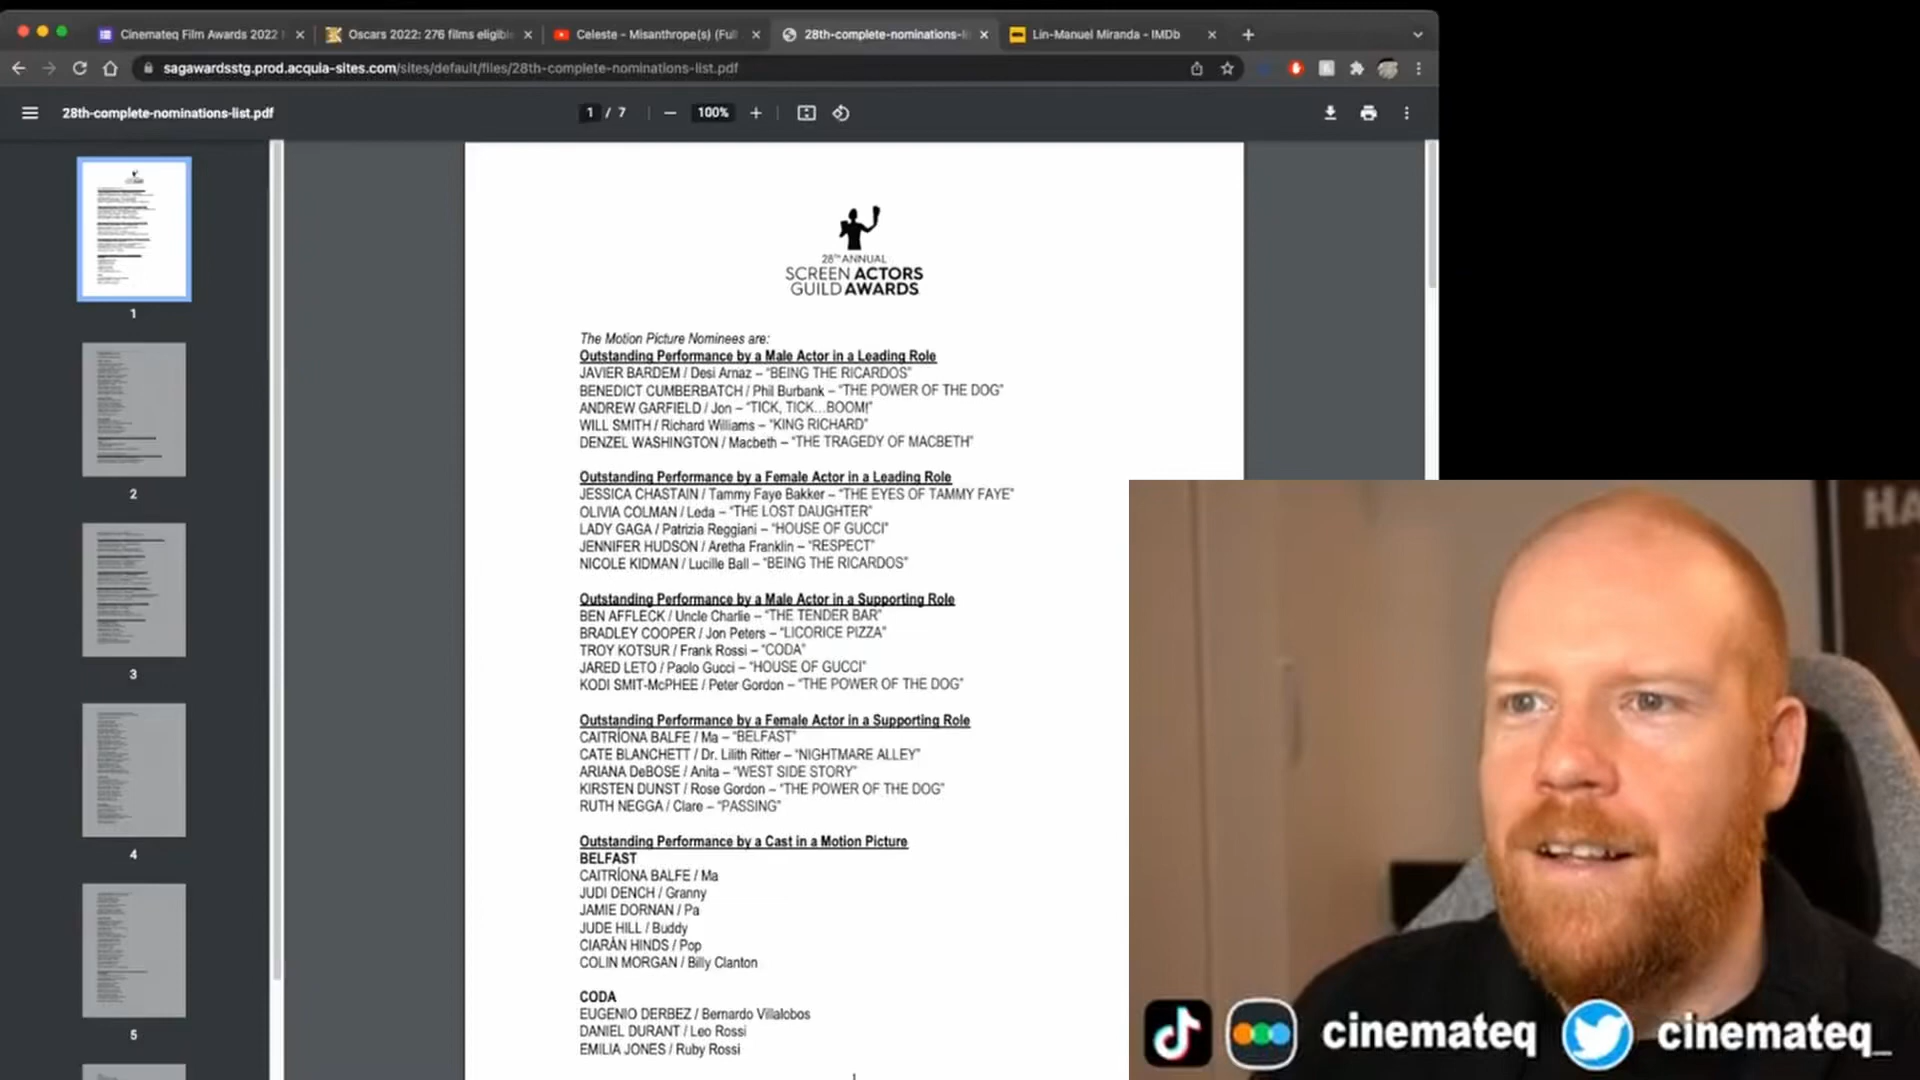 Cinemateq Film Awards 2022
Oscars 2022: 276 films eligible
Celeste - Misanthrope(s) (Full
28th-complete-nominations-li
Lin-Manuel Miranda - IMDb
sagawardsstg.prod.acquia-sites.com/sites/default/files/28th-complete-nominations-list.pdf
28th-complete-nominations-list.pdf
1 / 7
100%
28TH ANNUAL
SCREEN ACTORS
GUILD AWARDS
The Motion Picture Nominees are:
Outstanding Performance by a Male Actor in a Leading Role
JAVIER BARDEM / Desi Arnaz – “BEING THE RICARDOS”
BENEDICT CUMBERBATCH / Phil Burbank – “THE POWER OF THE DOG”
ANDREW GARFIELD / Jon – “TICK, TICK…BOOM!”
WILL SMITH / Richard Williams – “KING RICHARD”
DENZEL WASHINGTON / Macbeth – “THE TRAGEDY OF MACBETH”
Outstanding Performance by a Female Actor in a Leading Role
JESSICA CHASTAIN / Tammy Faye Bakker – “THE EYES OF TAMMY FAYE”
OLIVIA COLMAN / Leda – “THE LOST DAUGHTER”
LADY GAGA / Patrizia Reggiani – “HOUSE OF GUCCI”
JENNIFER HUDSON / Aretha Franklin – “RESPECT”
NICOLE KIDMAN / Lucille Ball – “BEING THE RICARDOS”
Outstanding Performance by a Male Actor in a Supporting Role
BEN AFFLECK / Uncle Charlie – “THE TENDER BAR”
BRADLEY COOPER / Jon Peters – “LICORICE PIZZA”
TROY KOTSUR / Frank Rossi – “CODA”
JARED LETO / Paolo Gucci – “HOUSE OF GUCCI”
KODI SMIT-McPHEE / Peter Gordon – “THE POWER OF THE DOG”
Outstanding Performance by a Female Actor in a Supporting Role
CAITRÍONA BALFE / Ma – “BELFAST”
CATE BLANCHETT / Dr. Lilith Ritter – “NIGHTMARE ALLEY”
ARIANA DeBOSE / Anita – “WEST SIDE STORY”
KIRSTEN DUNST / Rose Gordon – “THE POWER OF THE DOG”
RUTH NEGGA / Clare – “PASSING”
Outstanding Performance by a Cast in a Motion Picture
BELFAST
CAITRÍONA BALFE / Ma
JUDI DENCH / Granny
JAMIE DORNAN / Pa
JUDE HILL / Buddy
CIARÁN HINDS / Pop
COLIN MORGAN / Billy Clanton
CODA
EUGENIO DERBEZ / Bernardo Villalobos
DANIEL DURANT / Leo Rossi
EMILIA JONES / Ruby Rossi
1
2
3
4
5
HA
cinemateq
cinemateq_